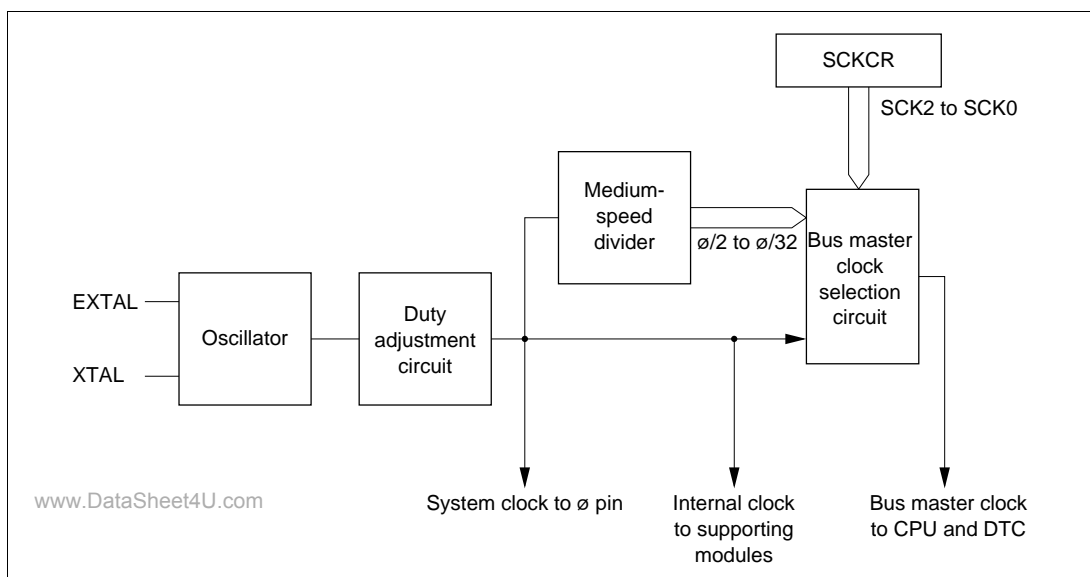 SCKCR
SCK2 to SCK0
Medium-
speed
divider
ø/2 to ø/32
Bus master
clock
selection
circuit
EXTAL
XTAL
Oscillator
Duty
adjustment
circuit
www.DataSheet4U.com
System clock to ø pin
Internal clock
to supporting
modules
Bus master clock
to CPU and DTC